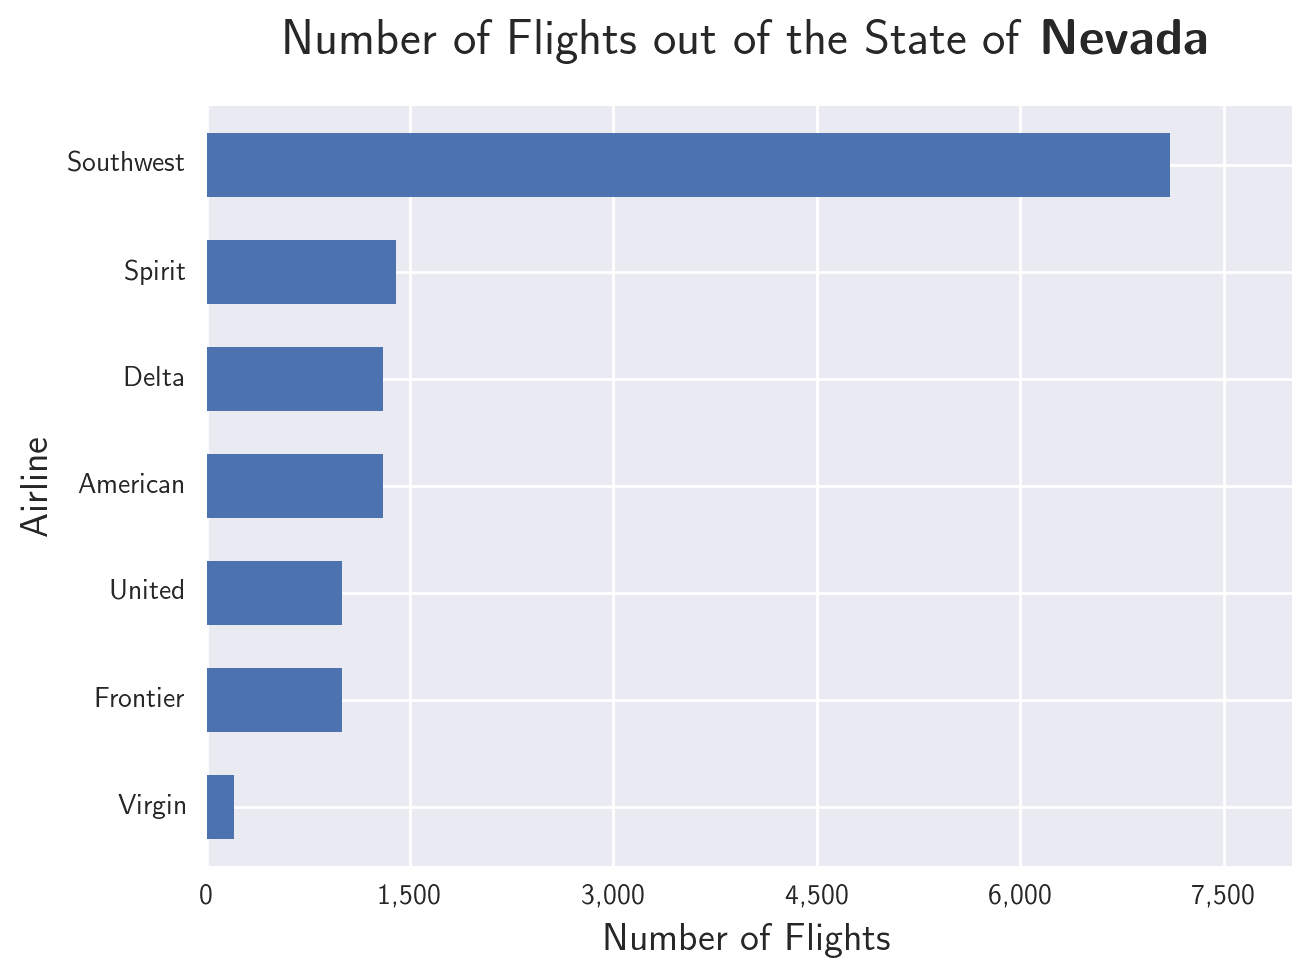 Number of Flights out of the State of Nevada
Southwest
Spirit
Delta
American
United
Frontier
Virgin
Airline
0 1,500 3,000 4,500 6,000 7,500
Number of Flights